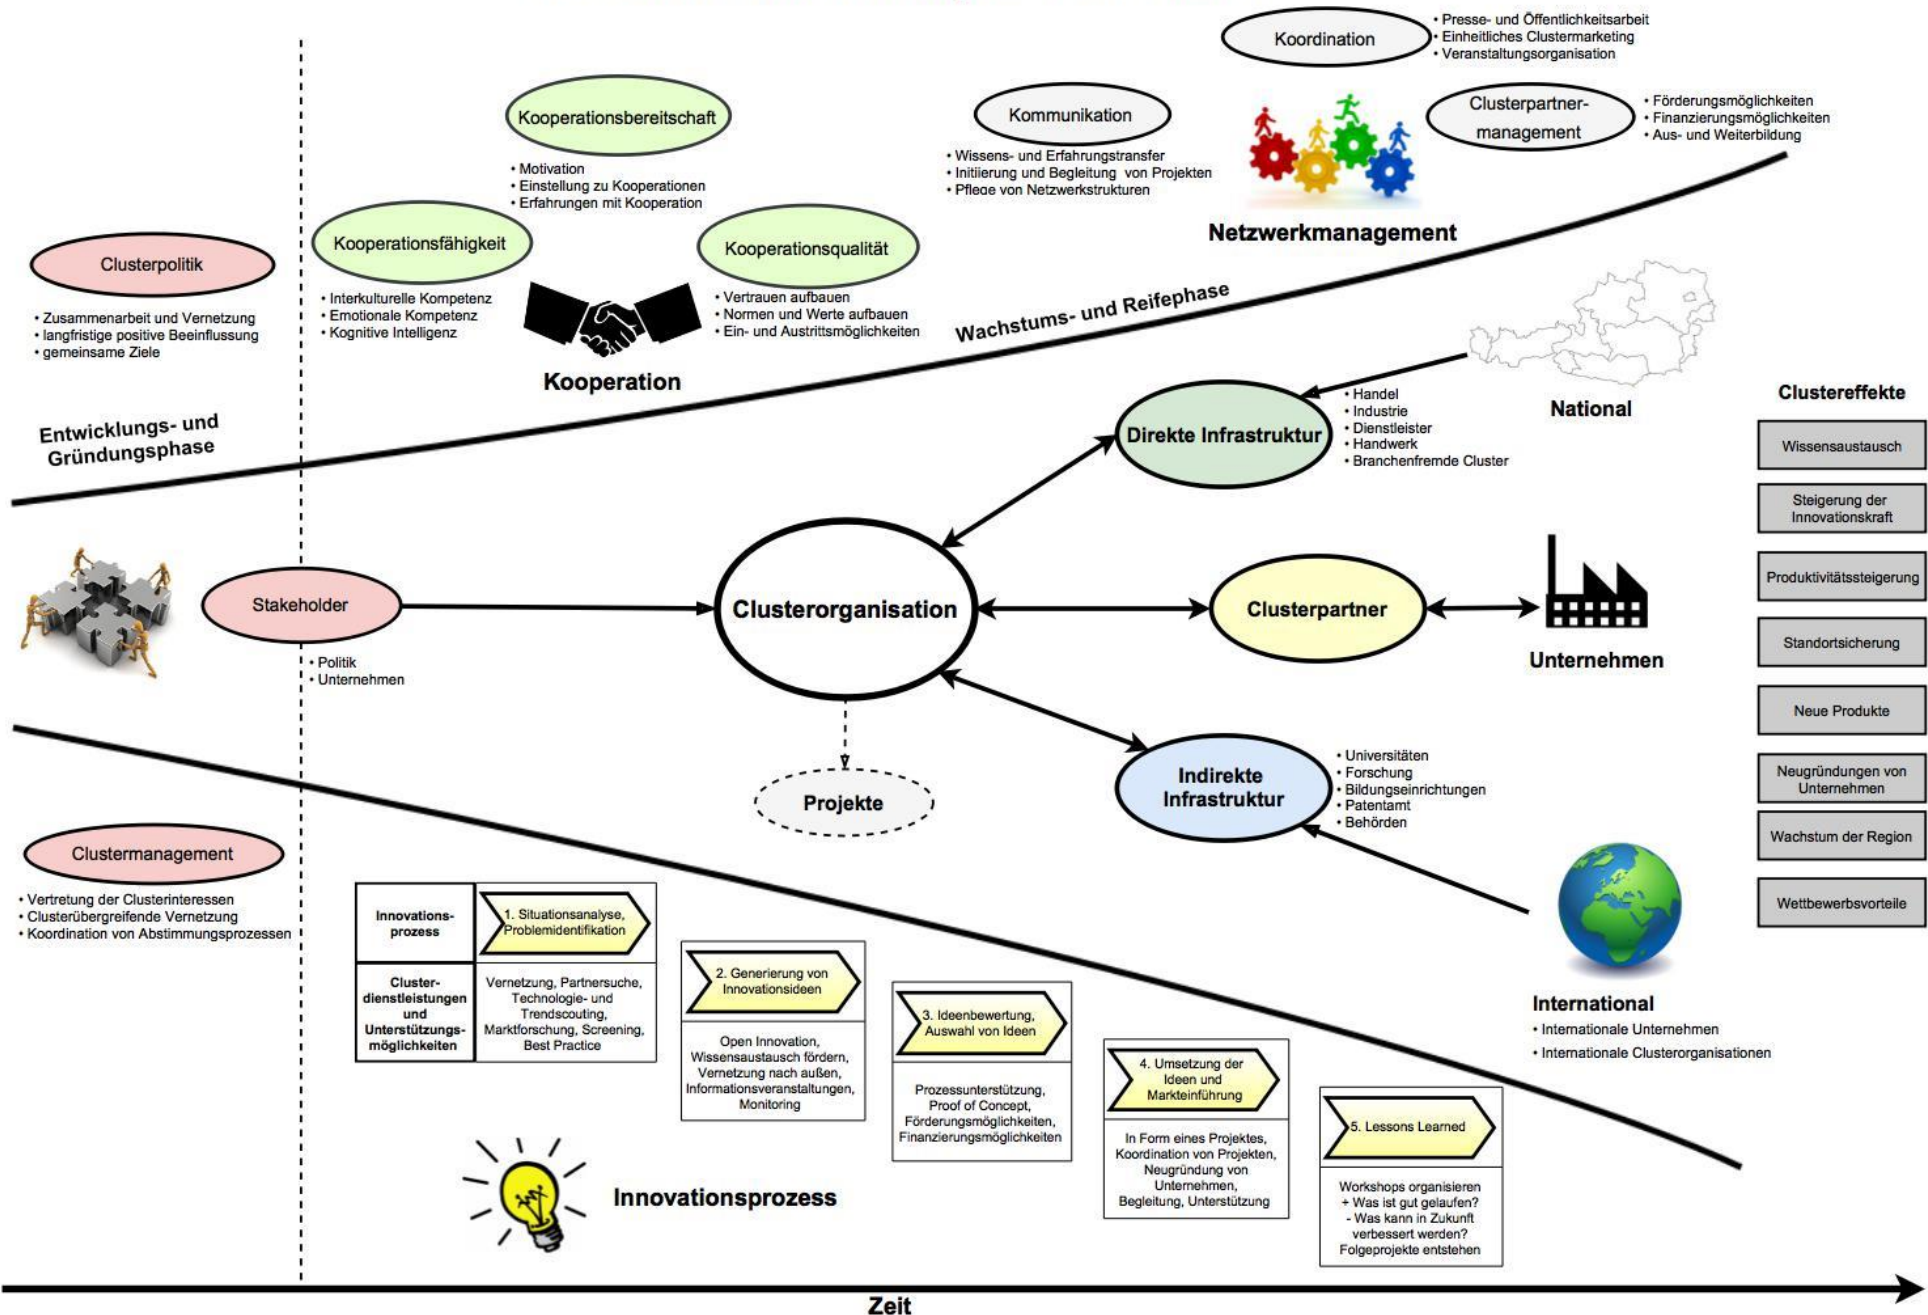 Koordination
• Presse- und Öffentlichkeitsarbeit
• Einheitliches Clustermarketing
• Veranstaltungsorganisation
Kooperationsbereitschaft
• Motivation
• Einstellung zu Kooperationen
• Erfahrungen mit Kooperation
Kommunikation
• Wissens- und Erfahrungstransfer
• Initiierung und Begleitung von Projekten
• Pflege von Netzwerkstrukturen
Clusterpartner-
management
• Förderungsmöglichkeiten
• Finanzierungsmöglichkeiten
• Aus- und Weiterbildung
Netzwerkmanagement
Clusterpolitik
• Zusammenarbeit und Vernetzung
• langfristige positive Beeinflussung
• gemeinsame Ziele
Kooperationsfähigkeit
• Interkulturelle Kompetenz
• Emotionale Kompetenz
• Kognitive Intelligenz
Kooperationsqualität
• Vertrauen aufbauen
• Normen und Werte aufbauen
• Ein- und Austrittsmöglichkeiten
Kooperation
Wachstums- und Reifephase
Entwicklungs- und
Gründungsphase
National
Direkte Infrastruktur
• Handel
• Industrie
• Dienstleister
• Handwerk
• Branchenfremde Cluster
Stakeholder
• Politik
• Unternehmen
Clusterorganisation
Clusterpartner
Unternehmen
Projekte
Indirekte
Infrastruktur
• Universitäten
• Forschung
• Bildungseinrichtungen
• Patentamt
• Behörden
International
• Internationale Unternehmen
• Internationale Clusterorganisationen
Clustereffekte
Wissensaustausch
Steigerung der
Innovationskraft
Produktivitätssteigerung
Standortsicherung
Neue Produkte
Neugründungen von
Unternehmen
Wachstum der Region
Wettbewerbsvorteile
Clustermanagement
• Vertretung der Clusterinteressen
• Clusterübergreifende Vernetzung
• Koordination von Abstimmungsprozessen
Innovations-
prozess
Cluster-
dienstleistungen
und
Unterstützungs-
möglichkeiten
1. Situationsanalyse,
Problemidentifikation
Vernetzung, Partnersuche,
Technologie- und
Trendscouting,
Marktforschung, Screening,
Best Practice
2. Generierung von
Innovationsideen
Open Innovation,
Wissensaustausch fördern,
Vernetzung nach außen,
Informationsveranstaltungen,
Monitoring
3. Ideenbewertung,
Auswahl von Ideen
Prozessunterstützung,
Proof of Concept,
Förderungsmöglichkeiten,
Finanzierungsmöglichkeiten
4. Umsetzung der
Ideen und
Markteinführung
In Form eines Projektes,
Koordination von Projekten,
Neugründung von
Unternehmen,
Begleitung, Unterstützung
5. Lessons Learned
Workshops organisieren
+ Was ist gut gelaufen?
- Was kann in Zukunft
verbessert werden?
Folgeprojekte entstehen
Innovationsprozess
Zeit